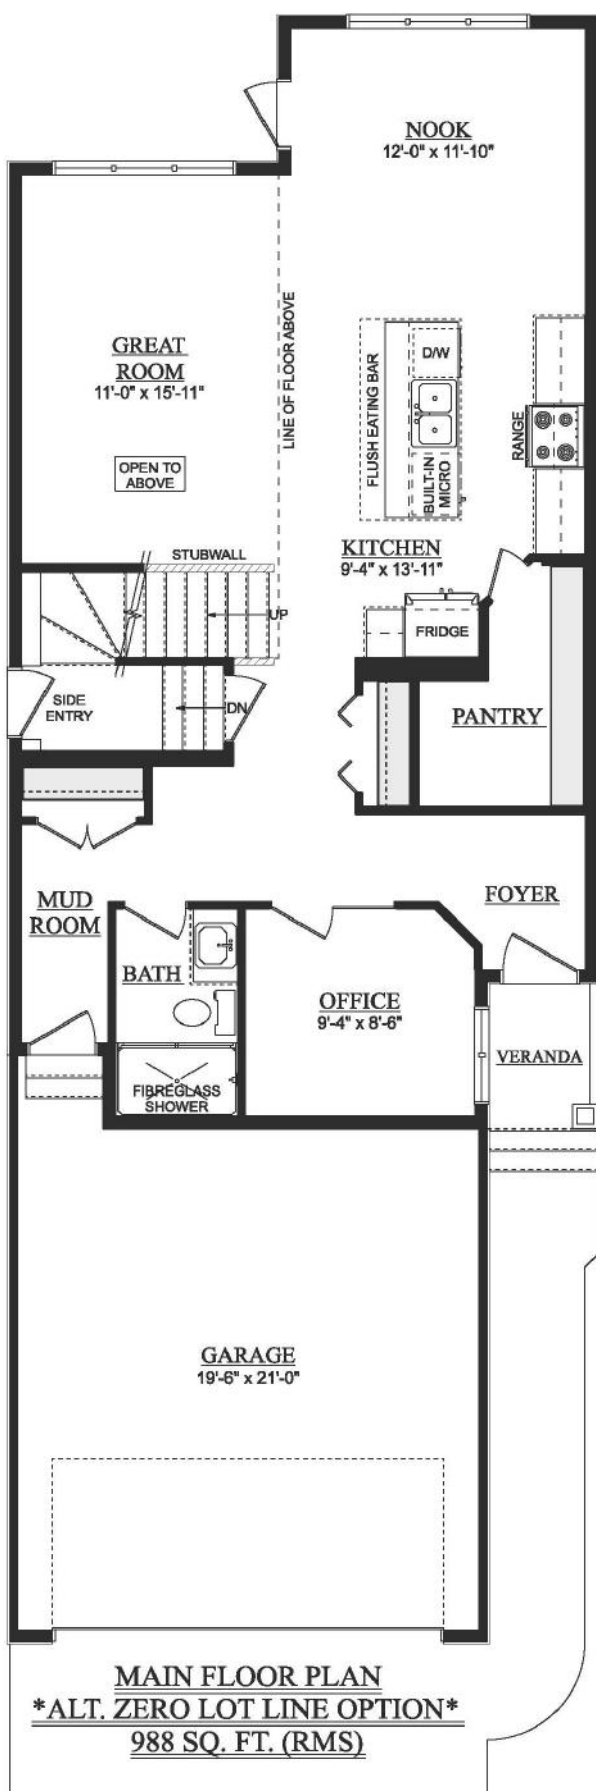 NOOK
12'-0" x 11'-10"
GREAT
ROOM
11'-0" x 15'-11"
OPEN TO
ABOVE
LINE OF FLOOR ABOVE
FLUSH EATING BAR
D/W
BUILT-IN
MICRO
RANGE
KITCHEN
9'-4" x 13'-11"
STUBWALL
UP
FRIDGE
SIDE
ENTRY
DN
PANTRY
MUD
ROOM
FOYER
BATH
OFFICE
9'-4" x 8'-6"
VERANDA
FIBREGLASS
SHOWER
GARAGE
19'-6" x 21'-0"
MAIN FLOOR PLAN
*ALT. ZERO LOT LINE OPTION*
988 SQ. FT. (RMS)